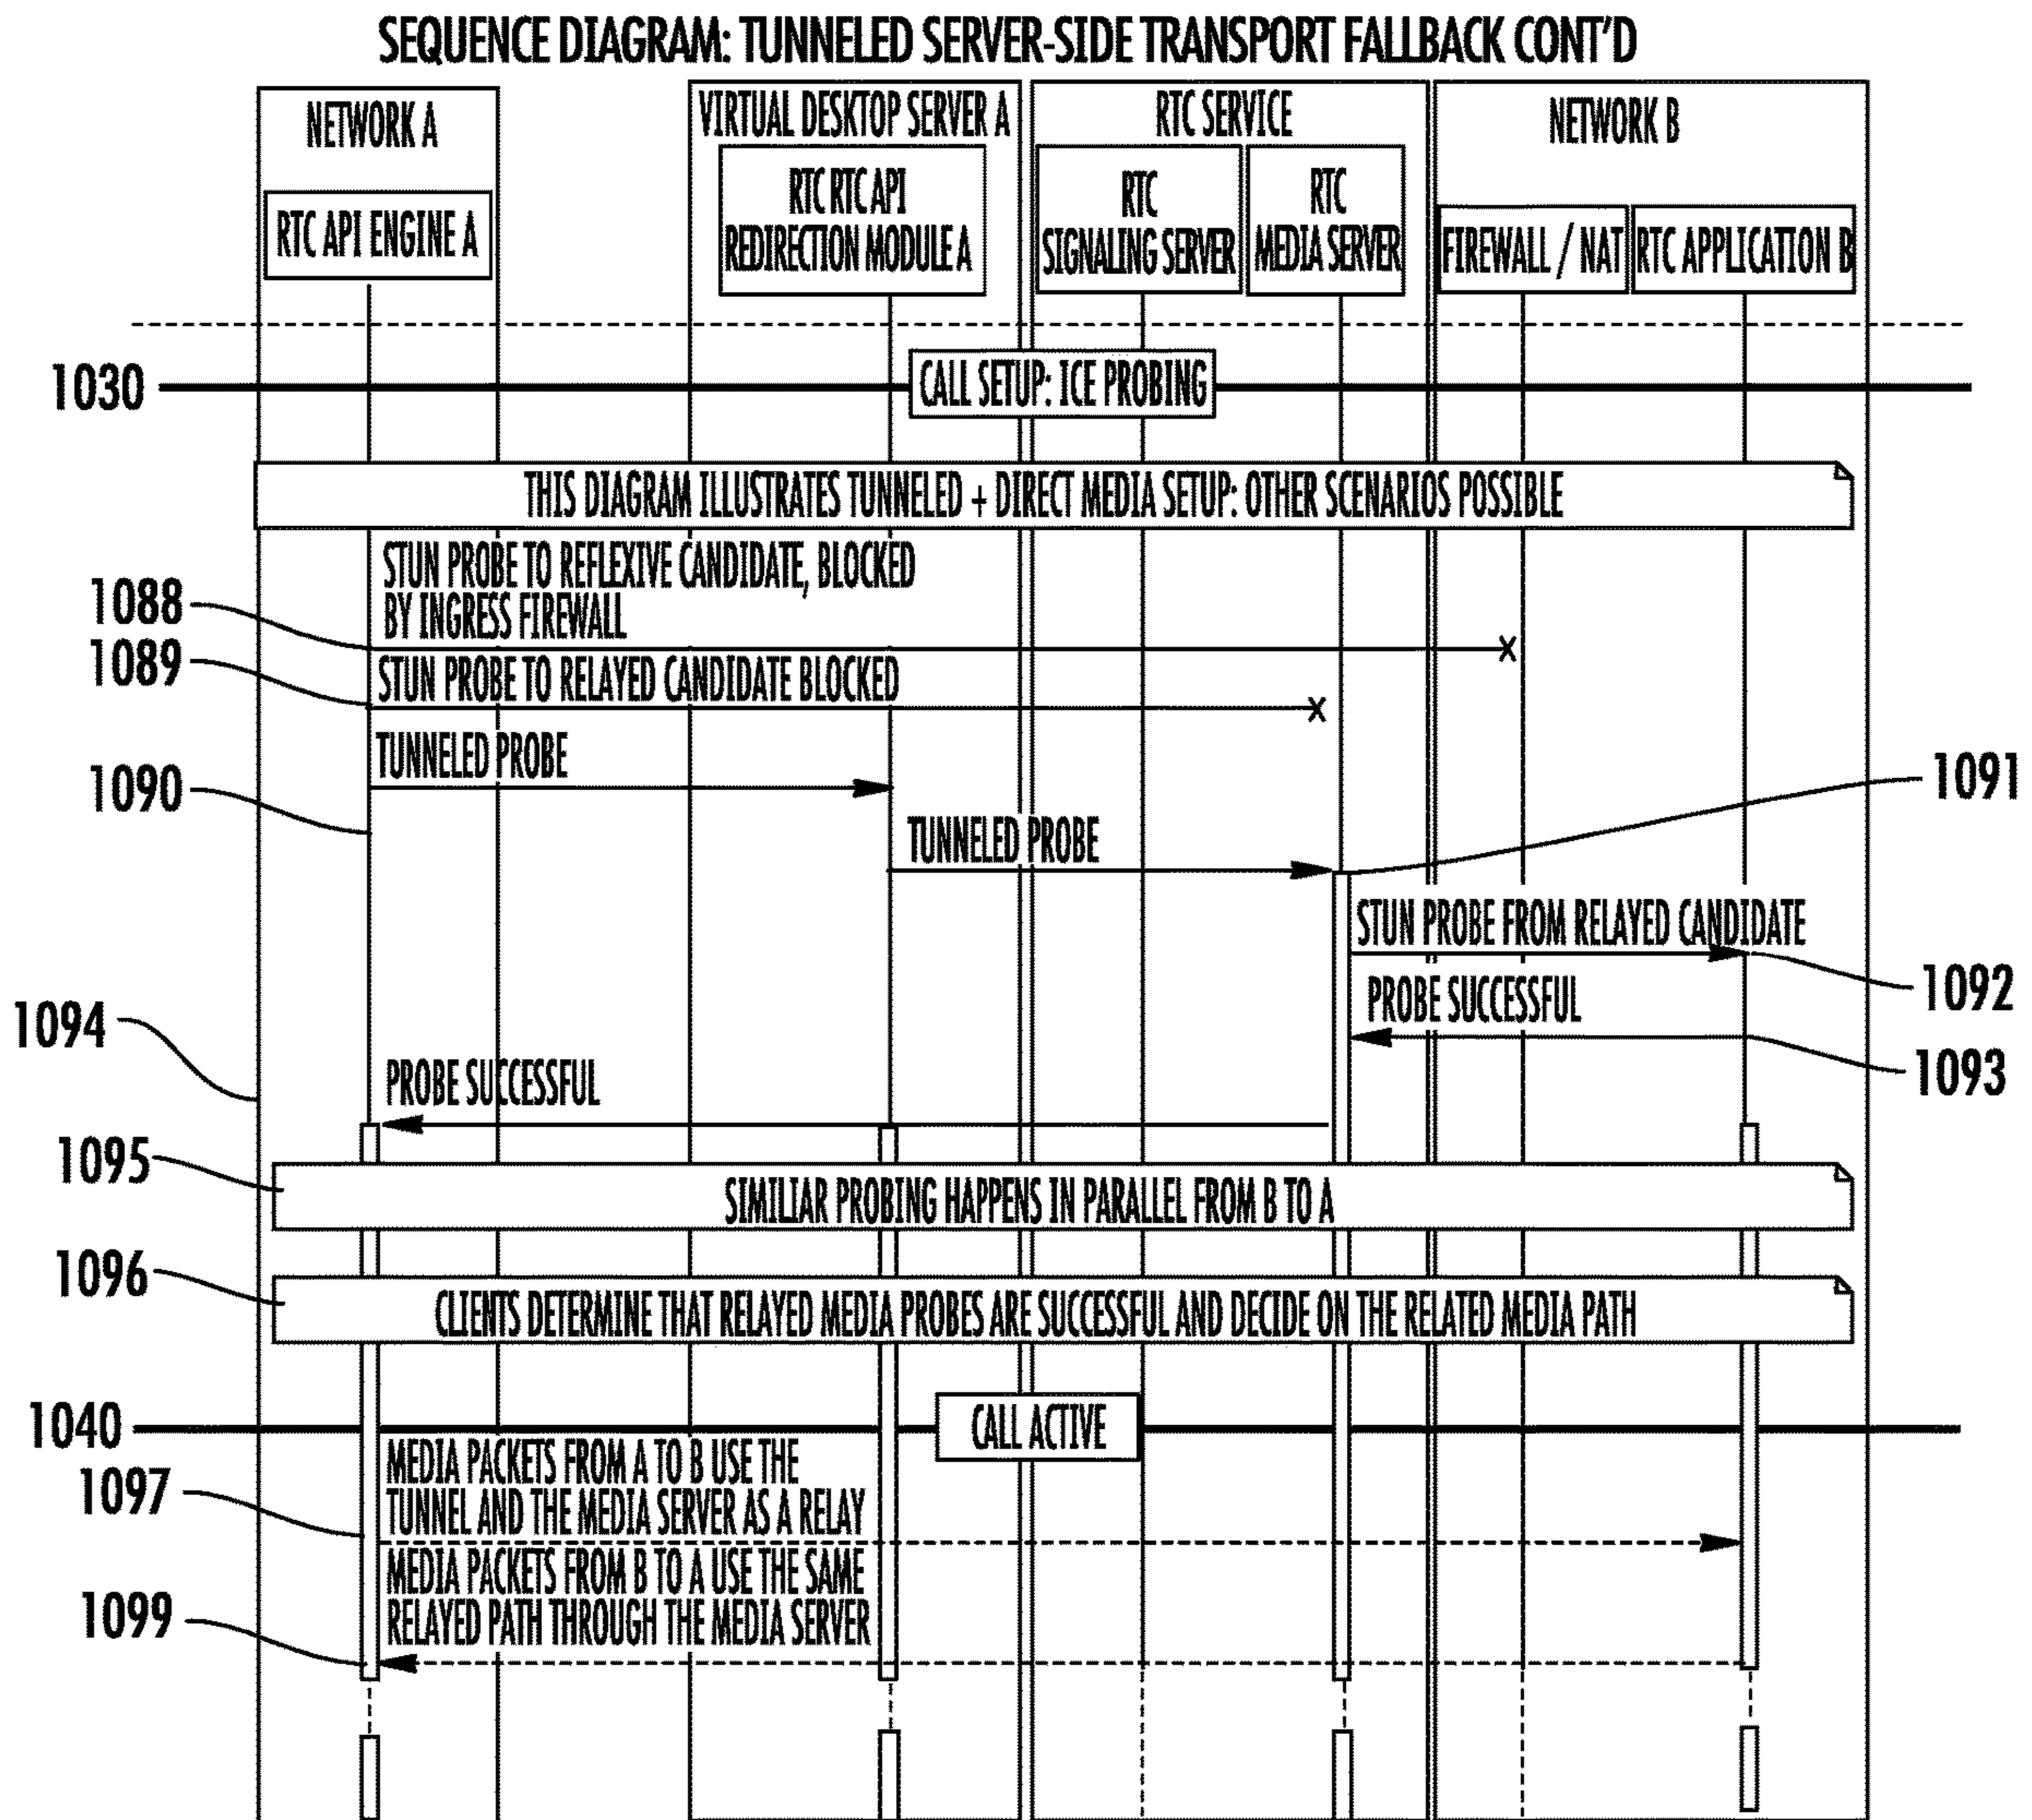 SEQUENCE DIAGRAM: TUNNELED SERVER-SIDE TRANSPORT FALLBACK CONT'D
NETWORK A
VIRTUAL DESKTOP SERVER A
RTC SERVICE
NETWORK B
RTC API ENGINE A
RTC RTC API
REDIRECTION MODULE A
RTC
SIGNALING SERVER
RTC
MEDIA SERVER
FIREWALL / NAT
RTC APPLICATION B
1030
CALL SETUP: ICE PROBING
THIS DIAGRAM ILLUSTRATES TUNNELED + DIRECT MEDIA SETUP: OTHER SCENARIOS POSSIBLE
STUN PROBE TO REFLEXIVE CANDIDATE, BLOCKED
BY INGRESS FIREWALL
1088
X
1089
STUN PROBE TO RELAYED CANDIDATE BLOCKED
X
1090
TUNNELED PROBE
1091
TUNNELED PROBE
STUN PROBE FROM RELAYED CANDIDATE
1092
PROBE SUCCESSFUL
1093
1094
PROBE SUCCESSFUL
1095
SIMILIAR PROBING HAPPENS IN PARALLEL FROM B TO A
1096
CLIENTS DETERMINE THAT RELAYED MEDIA PROBES ARE SUCCESSFUL AND DECIDE ON THE RELATED MEDIA PATH
1040
CALL ACTIVE
1097
MEDIA PACKETS FROM A TO B USE THE
TUNNEL AND THE MEDIA SERVER AS A RELAY
MEDIA PACKETS FROM B TO A USE THE SAME
RELAYED PATH THROUGH THE MEDIA SERVER
1099